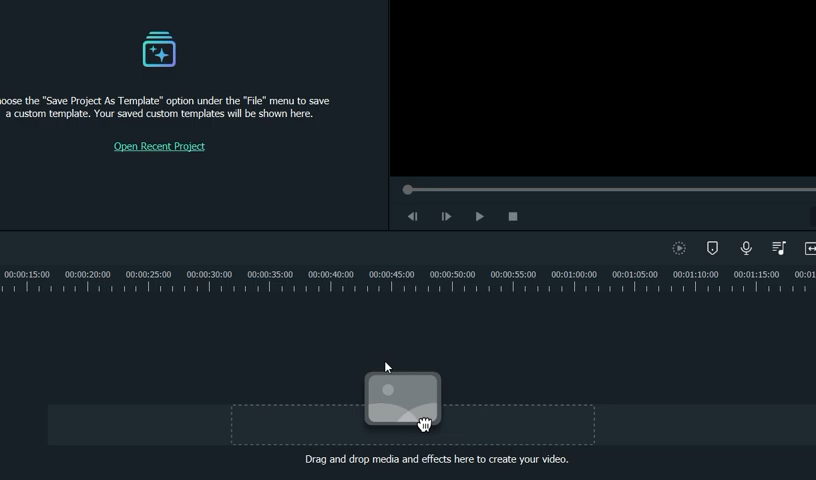 hoose the "Save Project As Template" option under the "File" menu to save
a custom template. Your saved custom templates will be shown here.
Open Recent Project
00:00:15:00 00:00:20:00 00:00:25:00 00:00:30:00 00:00:35:00 00:00:40:00 00:00:45:00 00:00:50:00 00:00:55:00 00:01:00:00 00:01:05:00 00:01:10:00 00:01:15:00 00:01
Drag and drop media and effects here to create your video.